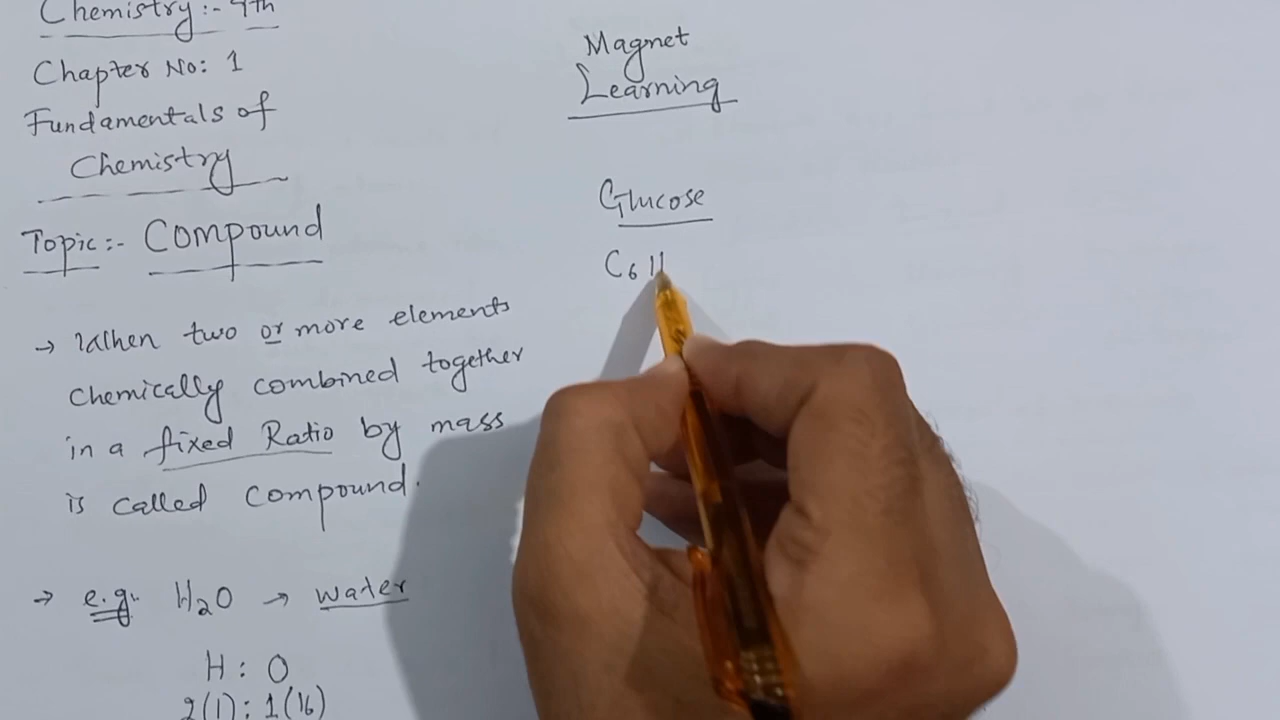 Chemistry:- 9th
Chapter No: 1
Fundamentals of
Chemistry
Topic:- Compound
→ When two or more elements
Chemically combined together
in a fixed Ratio by mass
is called Compound.
→ e.g. H₂O → water
H : O
2(1) : 1(16)
Magnet
Learning
Glucose
C₆H